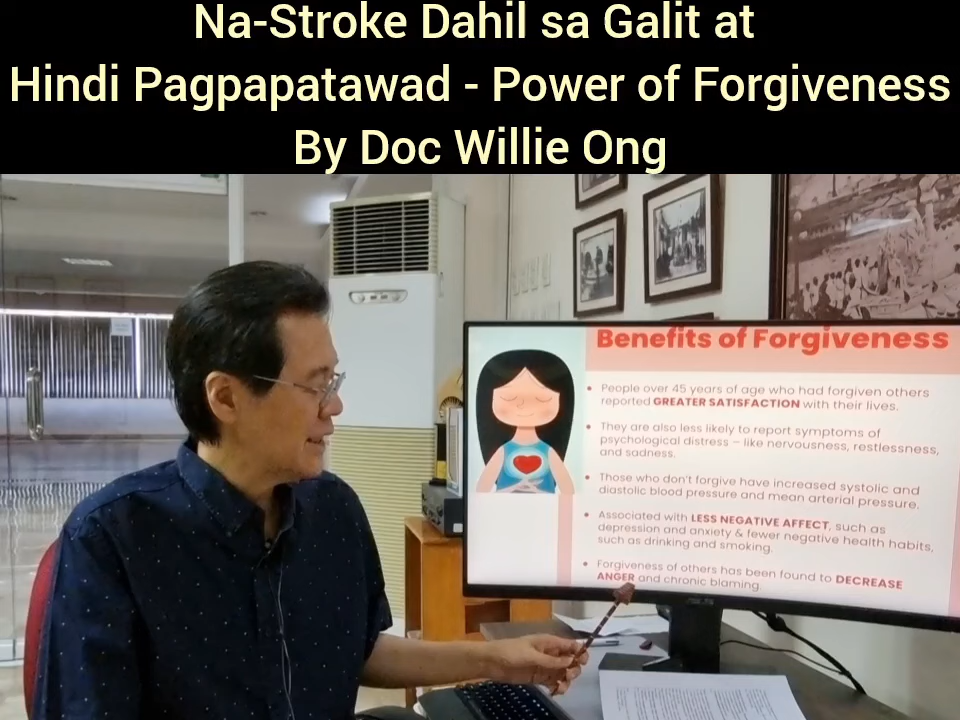 Na-Stroke Dahil sa Galit at
Hindi Pagpapatawad - Power of Forgiveness
By Doc Willie Ong
Benefits of Forgiveness
• People over 45 years of age who had forgiven others
reported GREATER SATISFACTION with their lives.
• They are also less likely to report symptoms of
psychological distress – like nervousness, restlessness,
and sadness.
• Those who don't forgive have increased systolic and
diastolic blood pressure and mean arterial pressure.
• Associated with LESS NEGATIVE AFFECT, such as
depression and anxiety & fewer negative health habits,
such as drinking and smoking.
• Forgiveness of others has been found to DECREASE
ANGER and chronic blaming.
ASUS